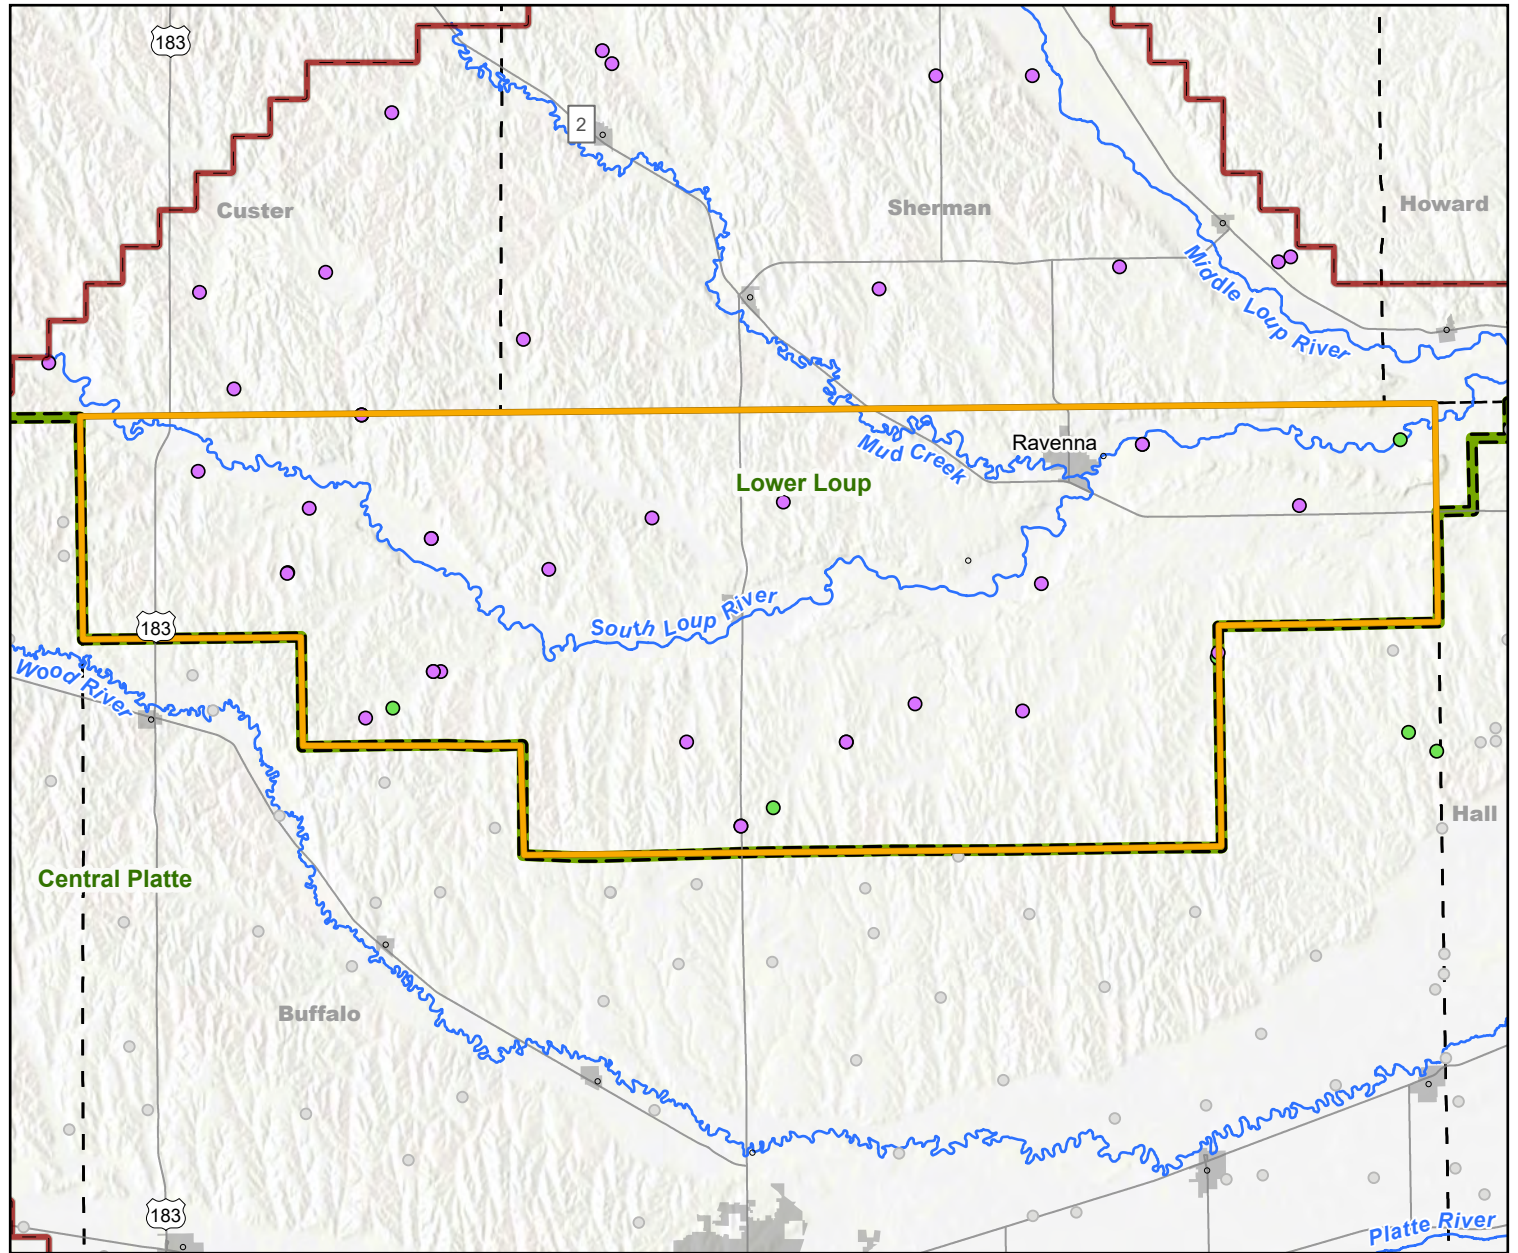 183
2
Custer
Sherman
Howard
Middle Loup River
Ravenna
Mud Creek
Lower Loup
183
South Loup River
Wood River
Hall
Central Platte
Buffalo
183
Platte River